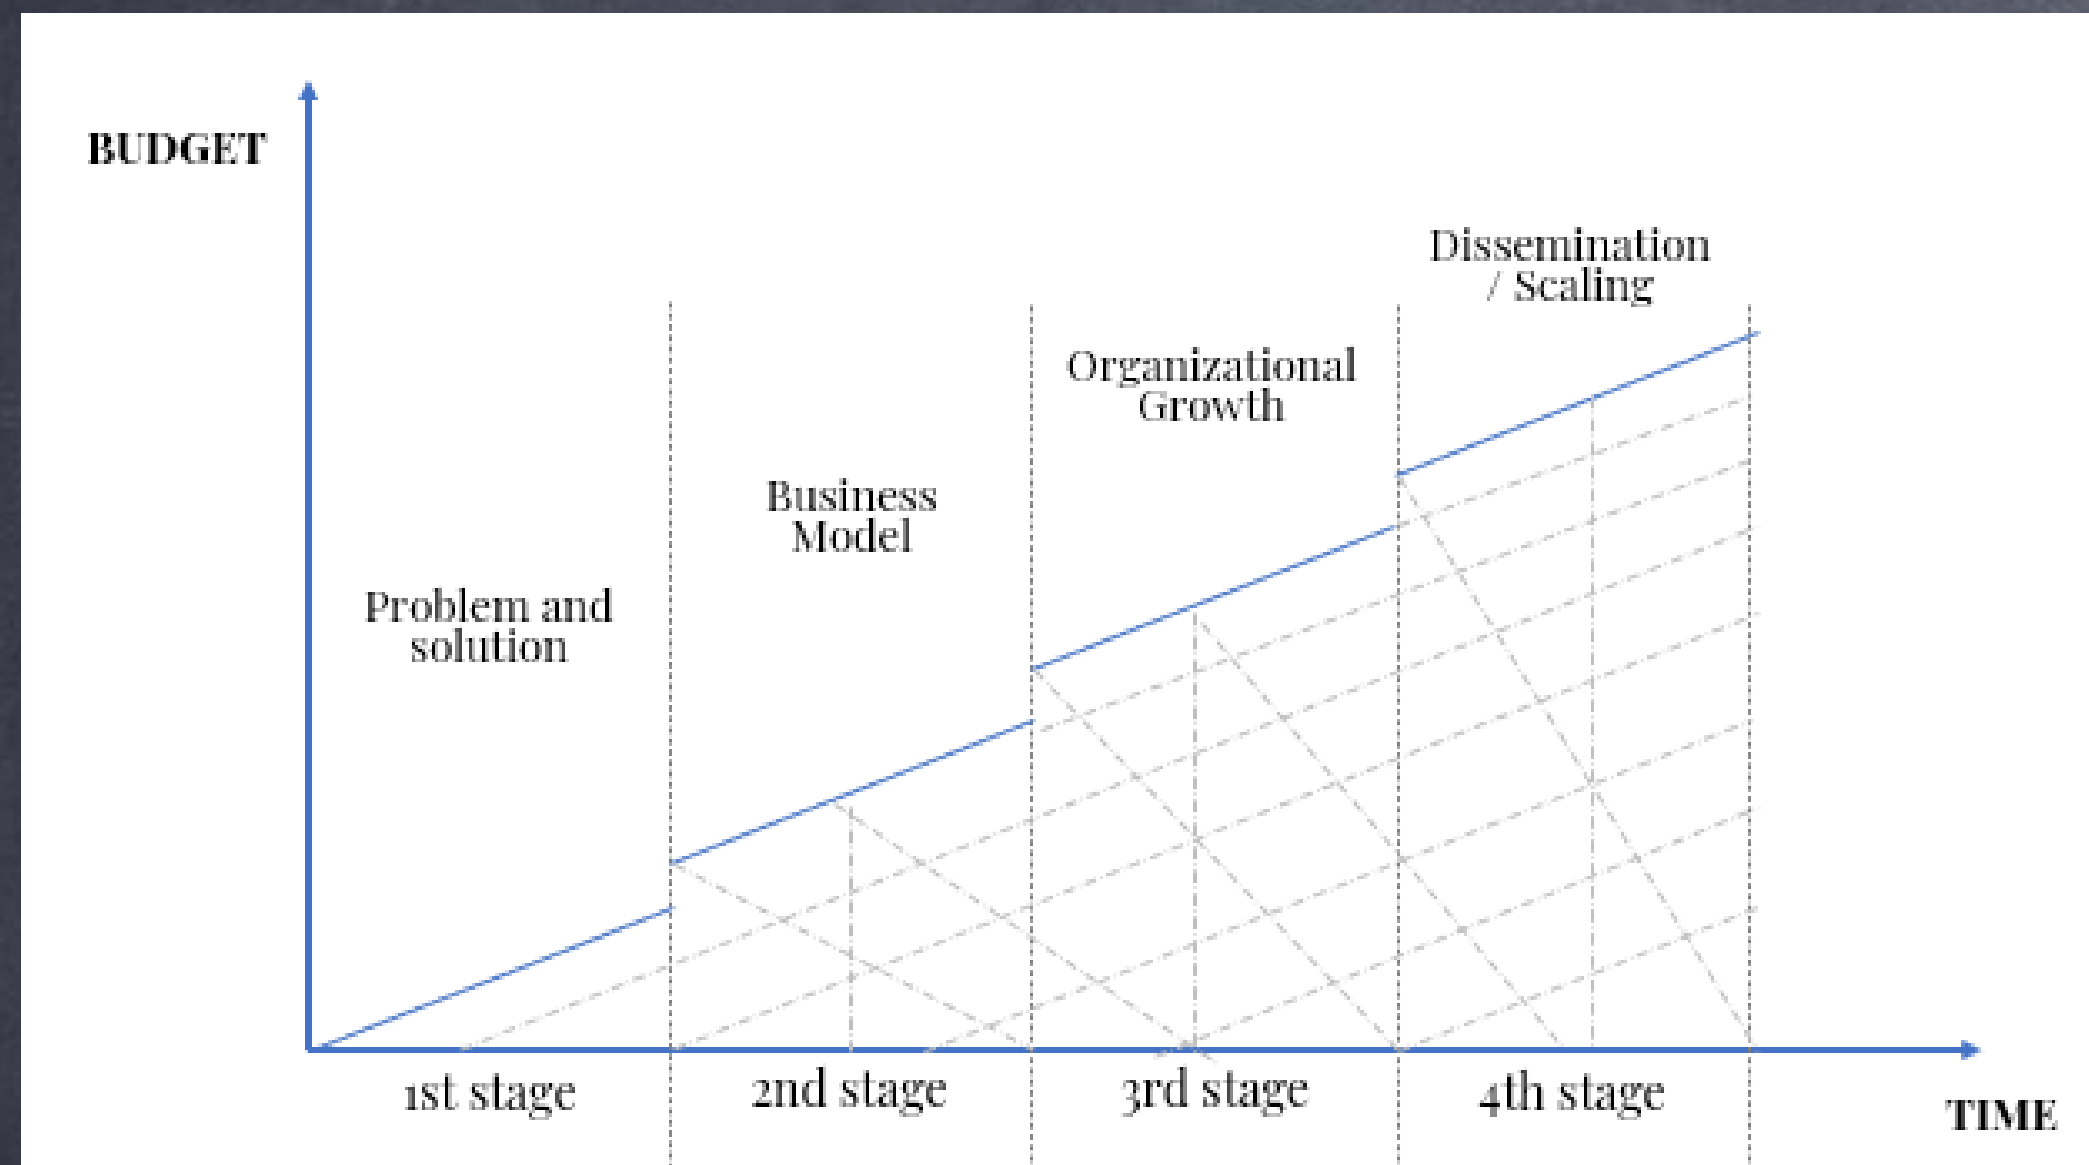 BUDGET
Dissemination
/ Scaling
Organizational
Growth
Business
Model
Problem and
solution
1st stage
2nd stage
3rd stage
4th stage
TIME